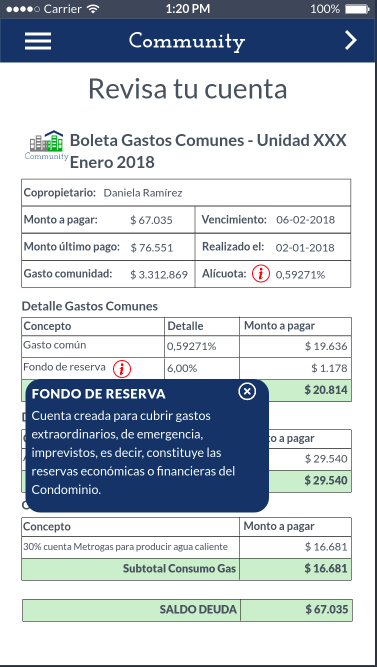 Carrier 1:20 PM 100%
Community
Revisa tu cuenta
Community
Boleta Gastos Comunes - Unidad XXX
Enero 2018
Copropietario: Daniela Ramírez
Monto a pagar: $ 67.035 Vencimiento: 06-02-2018
Monto último pago: $ 76.551 Realizado el: 02-01-2018
Gasto comunidad: $ 3.312.869 Alícuota: i 0,59271%
Detalle Gastos Comunes
Concepto Detalle Monto a pagar
Gasto común 0,59271% $ 19.636
Fondo de reserva i 6,00% $ 1.178
$ 20.814
FONDO DE RESERVA
Cuenta creada para cubrir gastos
extraordinarios, de emergencia,
imprevistos, es decir, constituye las
reservas económicas o financieras del
Condominio.
a pagar
$ 29.540
$ 29.540
Concepto Monto a pagar
30% cuenta Metrogas para producir agua caliente $ 16.681
Subtotal Consumo Gas $ 16.681
SALDO DEUDA $ 67.035